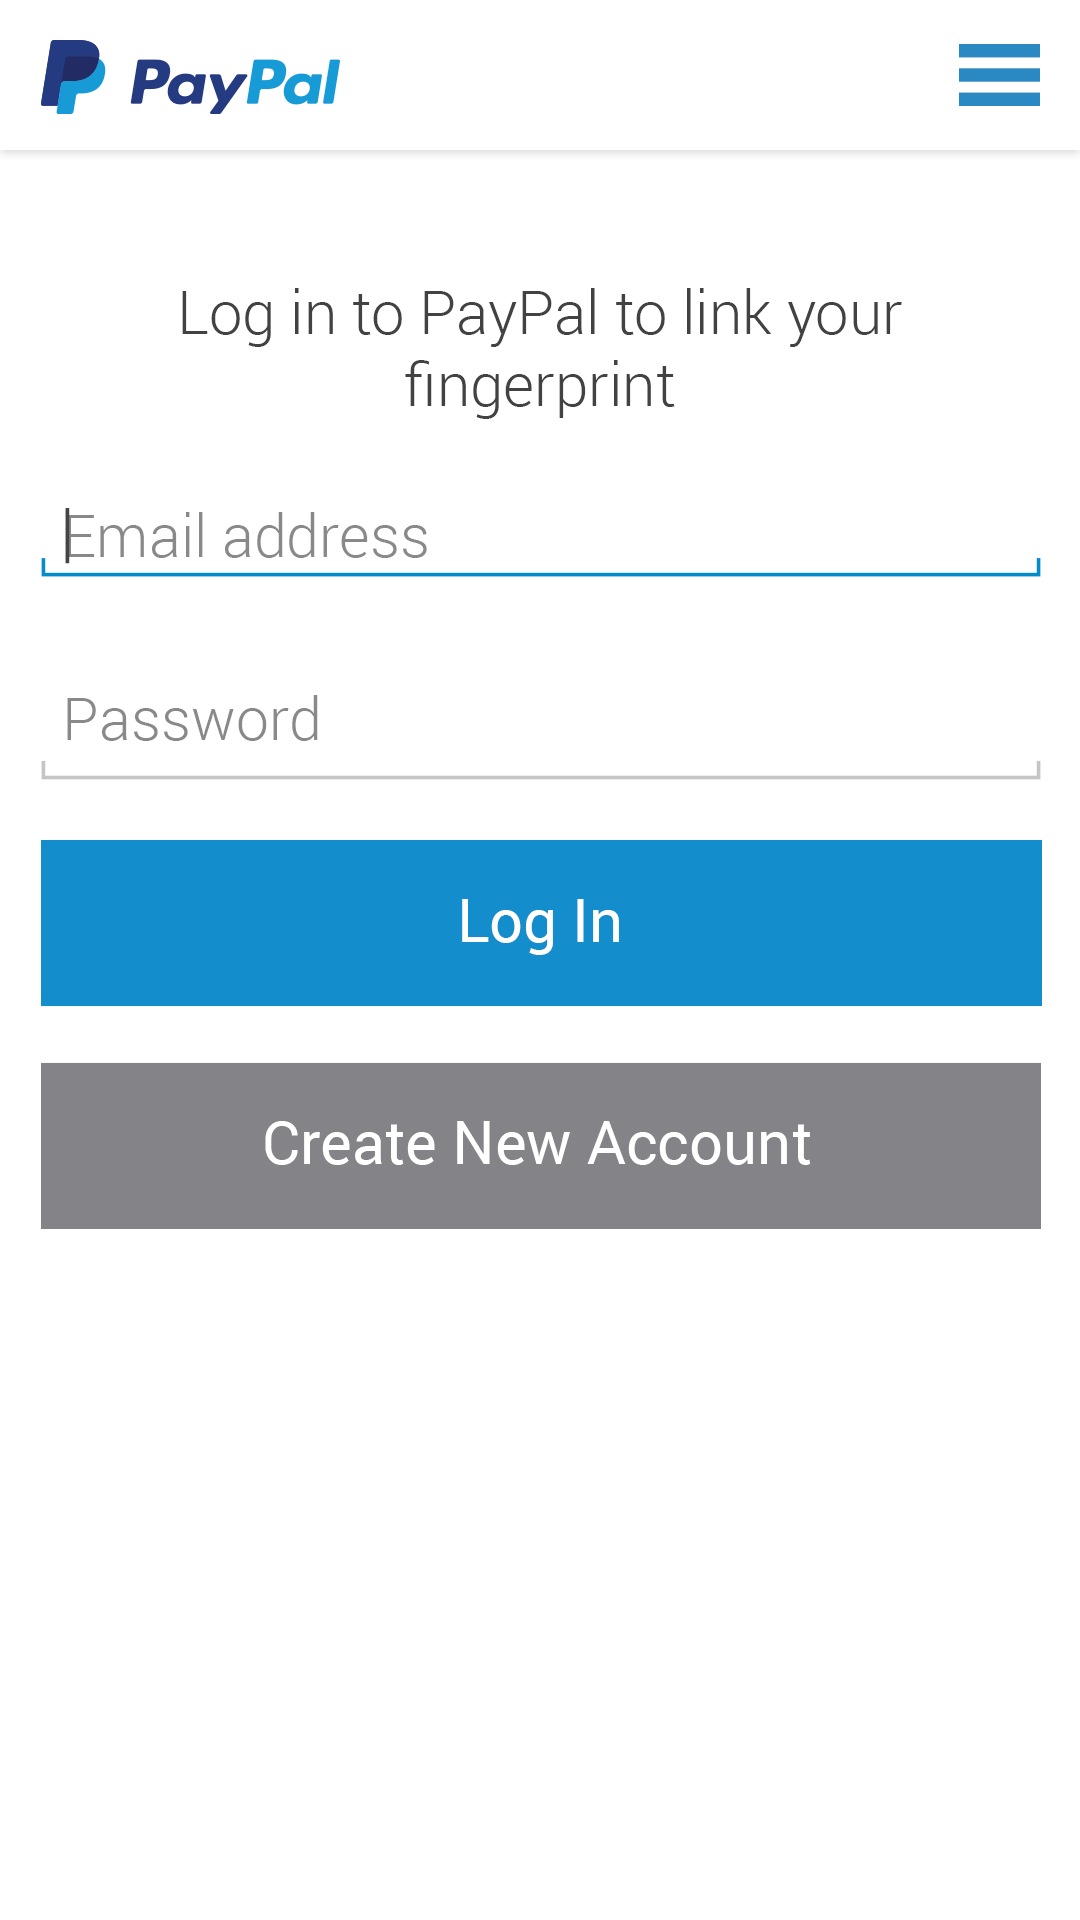 PayPal
Log in to PayPal to link your
fingerprint
Email address
Password
Log In
Create New Account